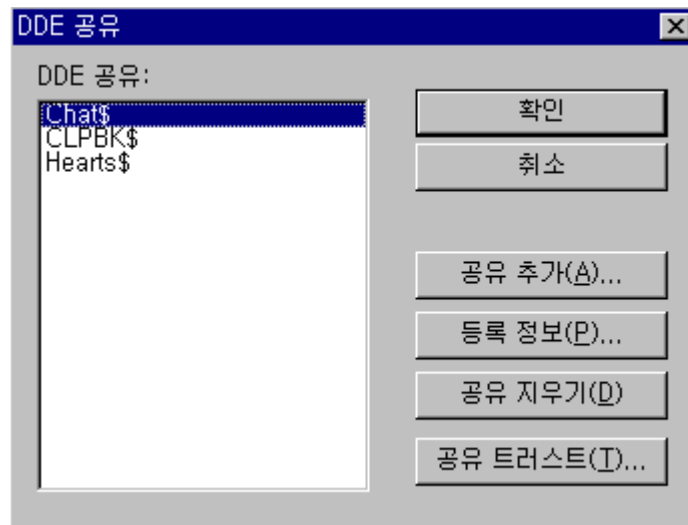 DDE 공유
DDE 공유:
Chat$
CLPBK$
Hearts$
확인
취소
공유 추가(A)...
등록 정보(P)...
공유 지우기(D)
공유 트러스트(T)...